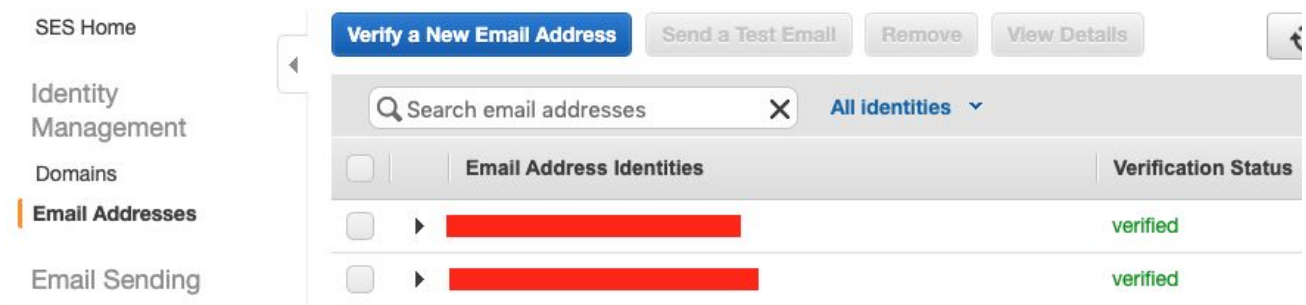 SES Home
Identity
Management
Domains
Email Addresses
Email Sending
Verify a New Email Address Send a Test Email Remove View Details
Search email addresses All identities
Email Address Identities Verification Status
verified
verified